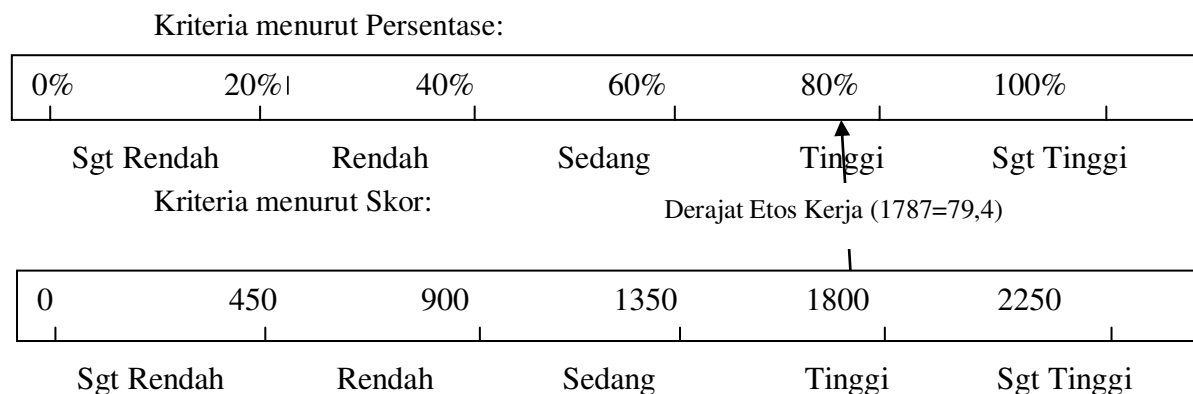 Kriteria menurut Persentase:
0% 20% 40% 60% 80% 100%
Sgt Rendah Rendah Sedang Tinggi Sgt Tinggi
Kriteria menurut Skor:
Derajat Etos Kerja (1787=79,4)
0 450 900 1350 1800 2250
Sgt Rendah Rendah Sedang Tinggi Sgt Tinggi